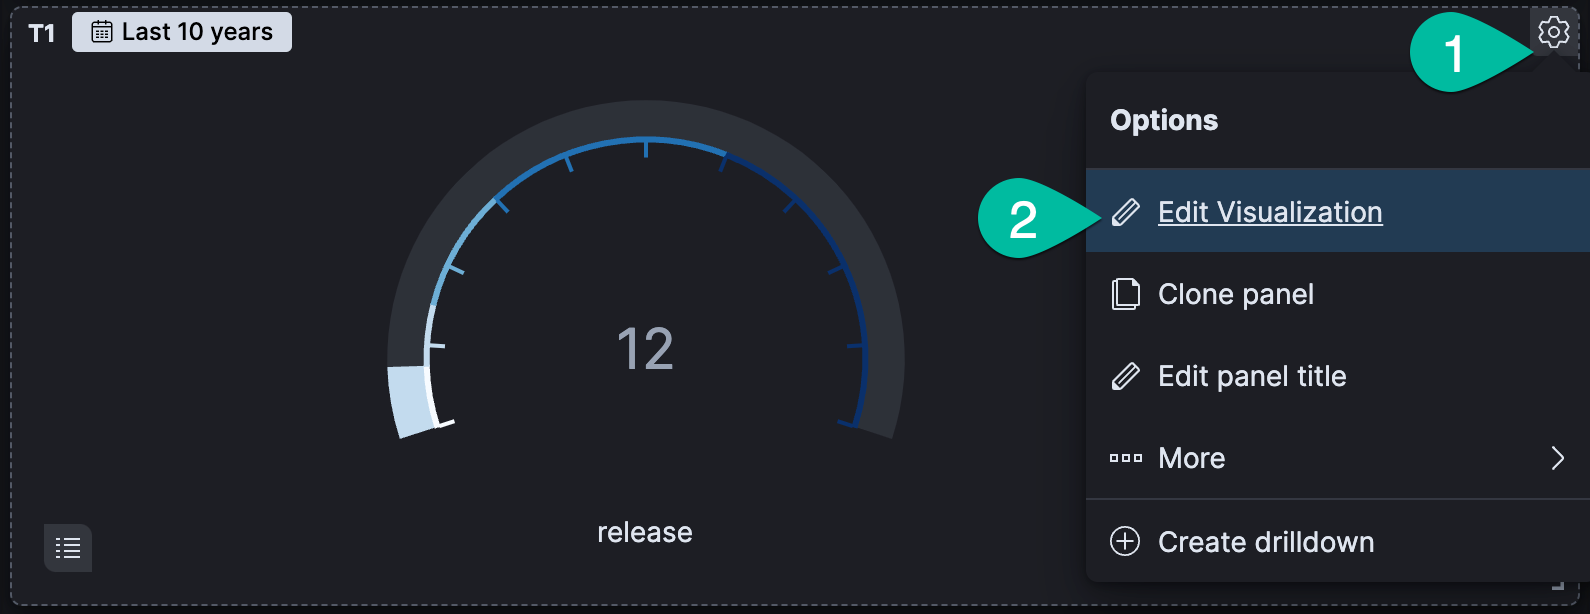 T1
Last 10 years
1
Options
2
Edit Visualization
Clone panel
12
Edit panel title
More
release
Create drilldown